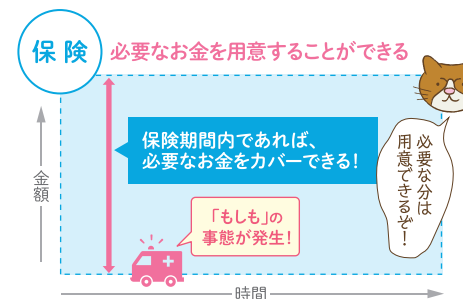 保険
必要なお金を用意することができる
保険期間内であれば、
必要なお金をカバーできる!
必要な分は
用意できるぞ!
金額
「もしも」の
事態が発生!
時間